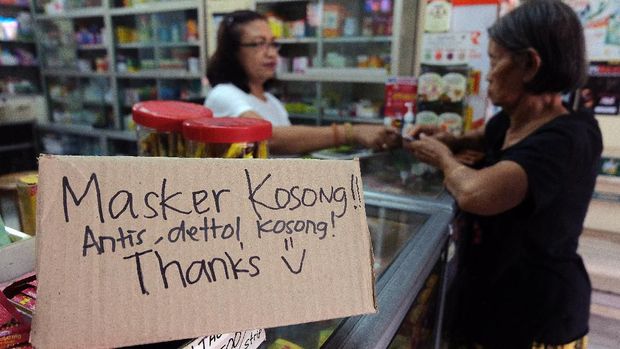 Masker Kosong!!
Antis, dettol kosong!
Thanks